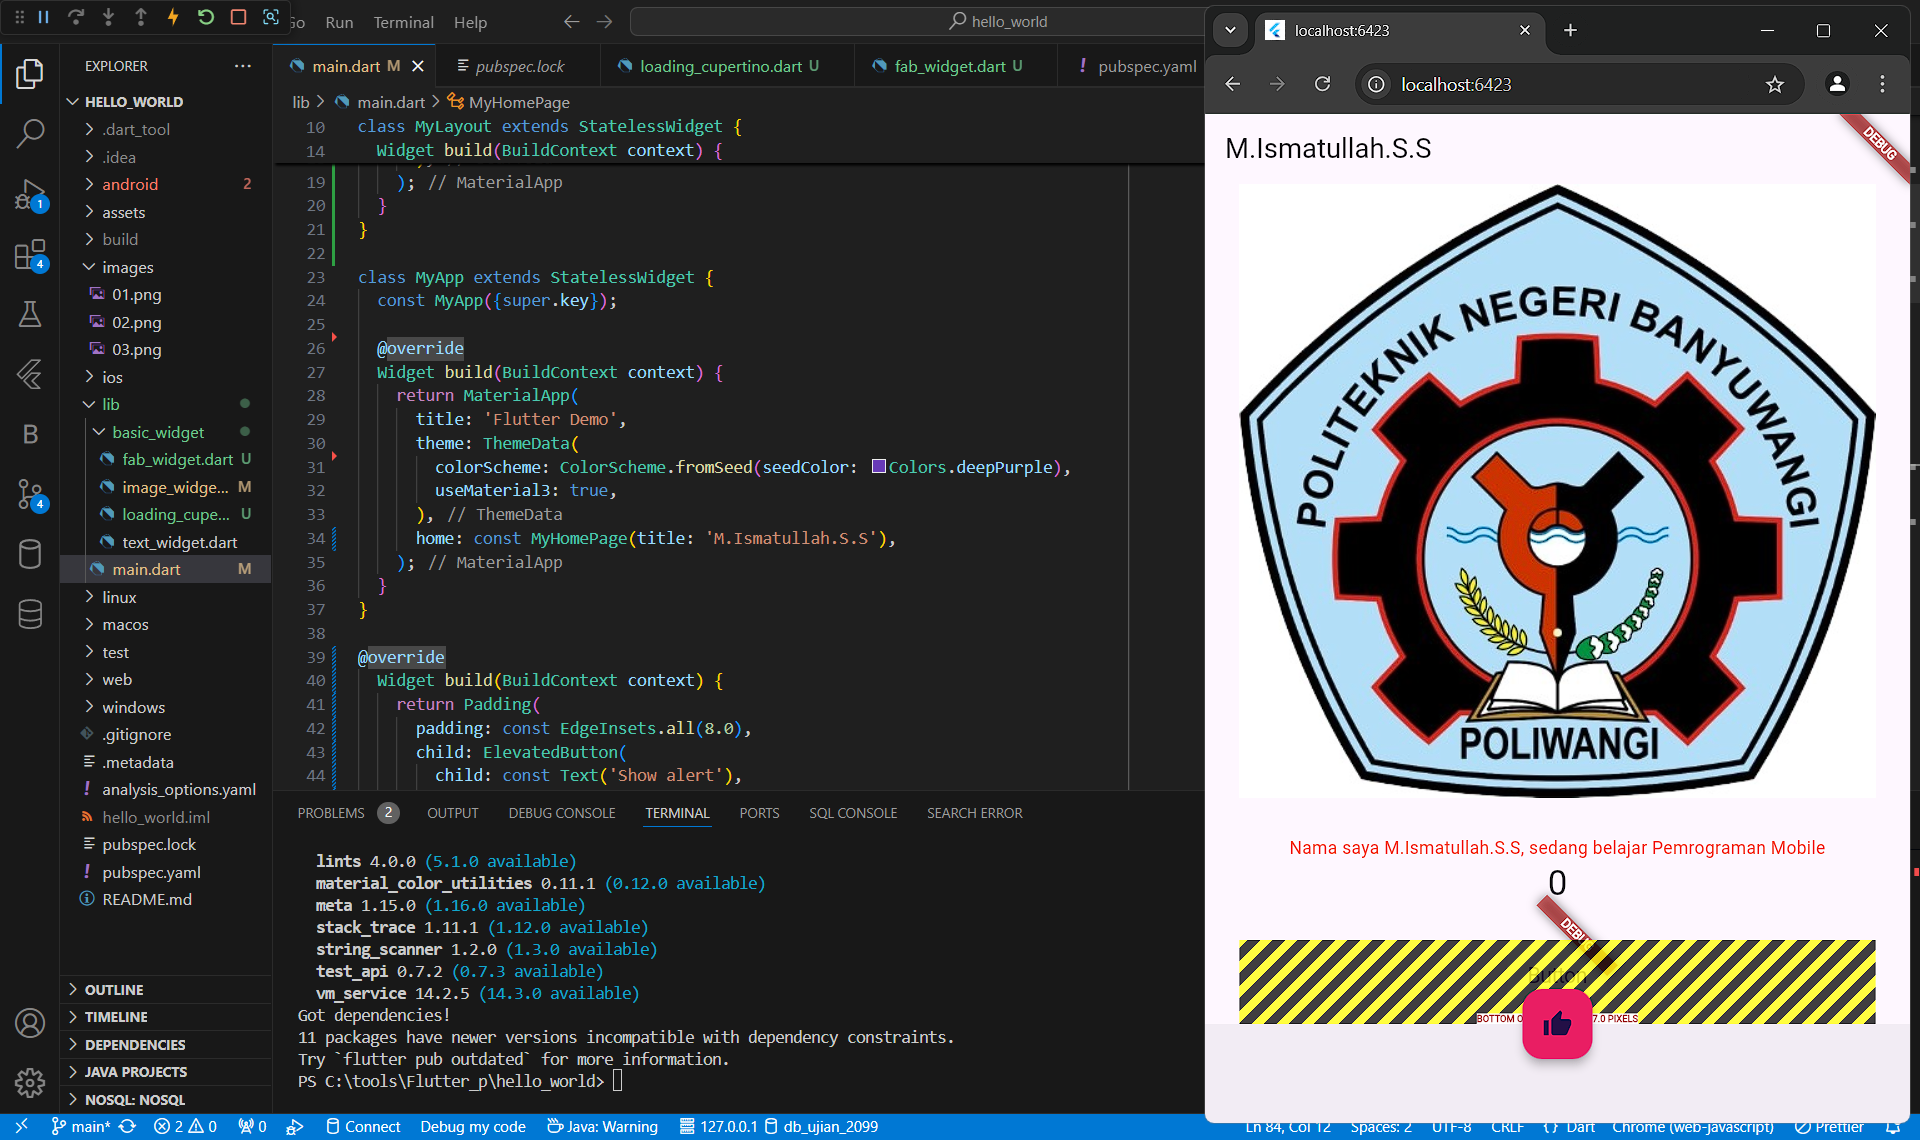 Go Run Terminal Help
hello_world
EXPLORER
HELLO_WORLD
.dart_tool
.idea
android 2
assets
build
images
01.png
02.png
03.png
ios
lib
basic_widget
fab_widget.dart U
image_widge... M
loading_cupe... U
text_widget.dart
main.dart M
linux
macos
test
web
windows
.gitignore
.metadata
analysis_options.yaml
hello_world.iml
pubspec.lock
pubspec.yaml
README.md
OUTLINE
TIMELINE
DEPENDENCIES
JAVA PROJECTS
NOSQL: NOSQL
1
4
B
4
main.dart M
pubspec.lock
loading_cupertino.dart U
fab_widget.dart U
pubspec.yaml
lib > main.dart > MyHomePage
10 class MyLayout extends StatelessWidget {
14 Widget build(BuildContext context) {
19 ); // MaterialApp
20 }
21 }
22
23 class MyApp extends StatelessWidget {
24 const MyApp({super.key});
25
26 @override
27 Widget build(BuildContext context) {
28 return MaterialApp(
29 title: 'Flutter Demo',
30 theme: ThemeData(
31 colorScheme: ColorScheme.fromSeed(seedColor: Colors.deepPurple),
32 useMaterial3: true,
33 ), // ThemeData
34 home: const MyHomePage(title: 'M.Ismatullah.S.S'),
35 ); // MaterialApp
36 }
37 }
38
39 @override
40 Widget build(BuildContext context) {
41 return Padding(
42 padding: const EdgeInsets.all(8.0),
43 child: ElevatedButton(
44 child: const Text('Show alert'),
PROBLEMS 2 OUTPUT DEBUG CONSOLE TERMINAL PORTS SQL CONSOLE SEARCH ERROR
lints 4.0.0 (5.1.0 available)
material_color_utilities 0.11.1 (0.12.0 available)
meta 1.15.0 (1.16.0 available)
stack_trace 1.11.1 (1.12.0 available)
string_scanner 1.2.0 (1.3.0 available)
test_api 0.7.2 (0.7.3 available)
vm_service 14.2.5 (14.3.0 available)
Got dependencies!
11 packages have newer versions incompatible with dependency constraints.
Try `flutter pub outdated` for more information.
PS C:\tools\Flutter_p\hello_world>
main* 2 0 0 Connect Debug my code Java: Warning 127.0.0.1 db_ujian_2099
Ln 84, Col 12 Spaces: 2 UTF-8 CRLF {} Dart Chrome (web-javascript) Prettier
localhost:6423
localhost:6423
DEBUG
M.Ismatullah.S.S
POLITEKNIK NEGERI BANYUWANGI
POLIWANGI
Nama saya M.Ismatullah.S.S, sedang belajar Pemrograman Mobile
0
Button
BOTTOM 7.0 PIXELS